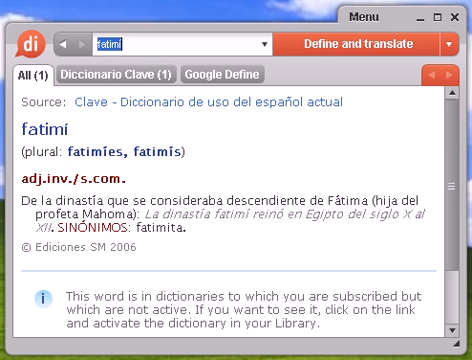 Menu
di
fatimí
Define and translate
All (1)
Diccionario Clave (1)
Google Define
Source: Clave - Diccionario de uso del español actual
fatimí
(plural: fatimíes, fatimís)
adj.inv./s.com.
De la dinastía que se consideraba descendiente de Fátima (hija del
profeta Mahoma): La dinastía fatimí reinó en Egipto del siglo X al
XII. SINÓNIMOS: fatimita.
© Ediciones SM 2006
i
This word is in dictionaries to which you are subscribed but
which are not active. If you want to see it, click on the link
and activate the dictionary in your Library.